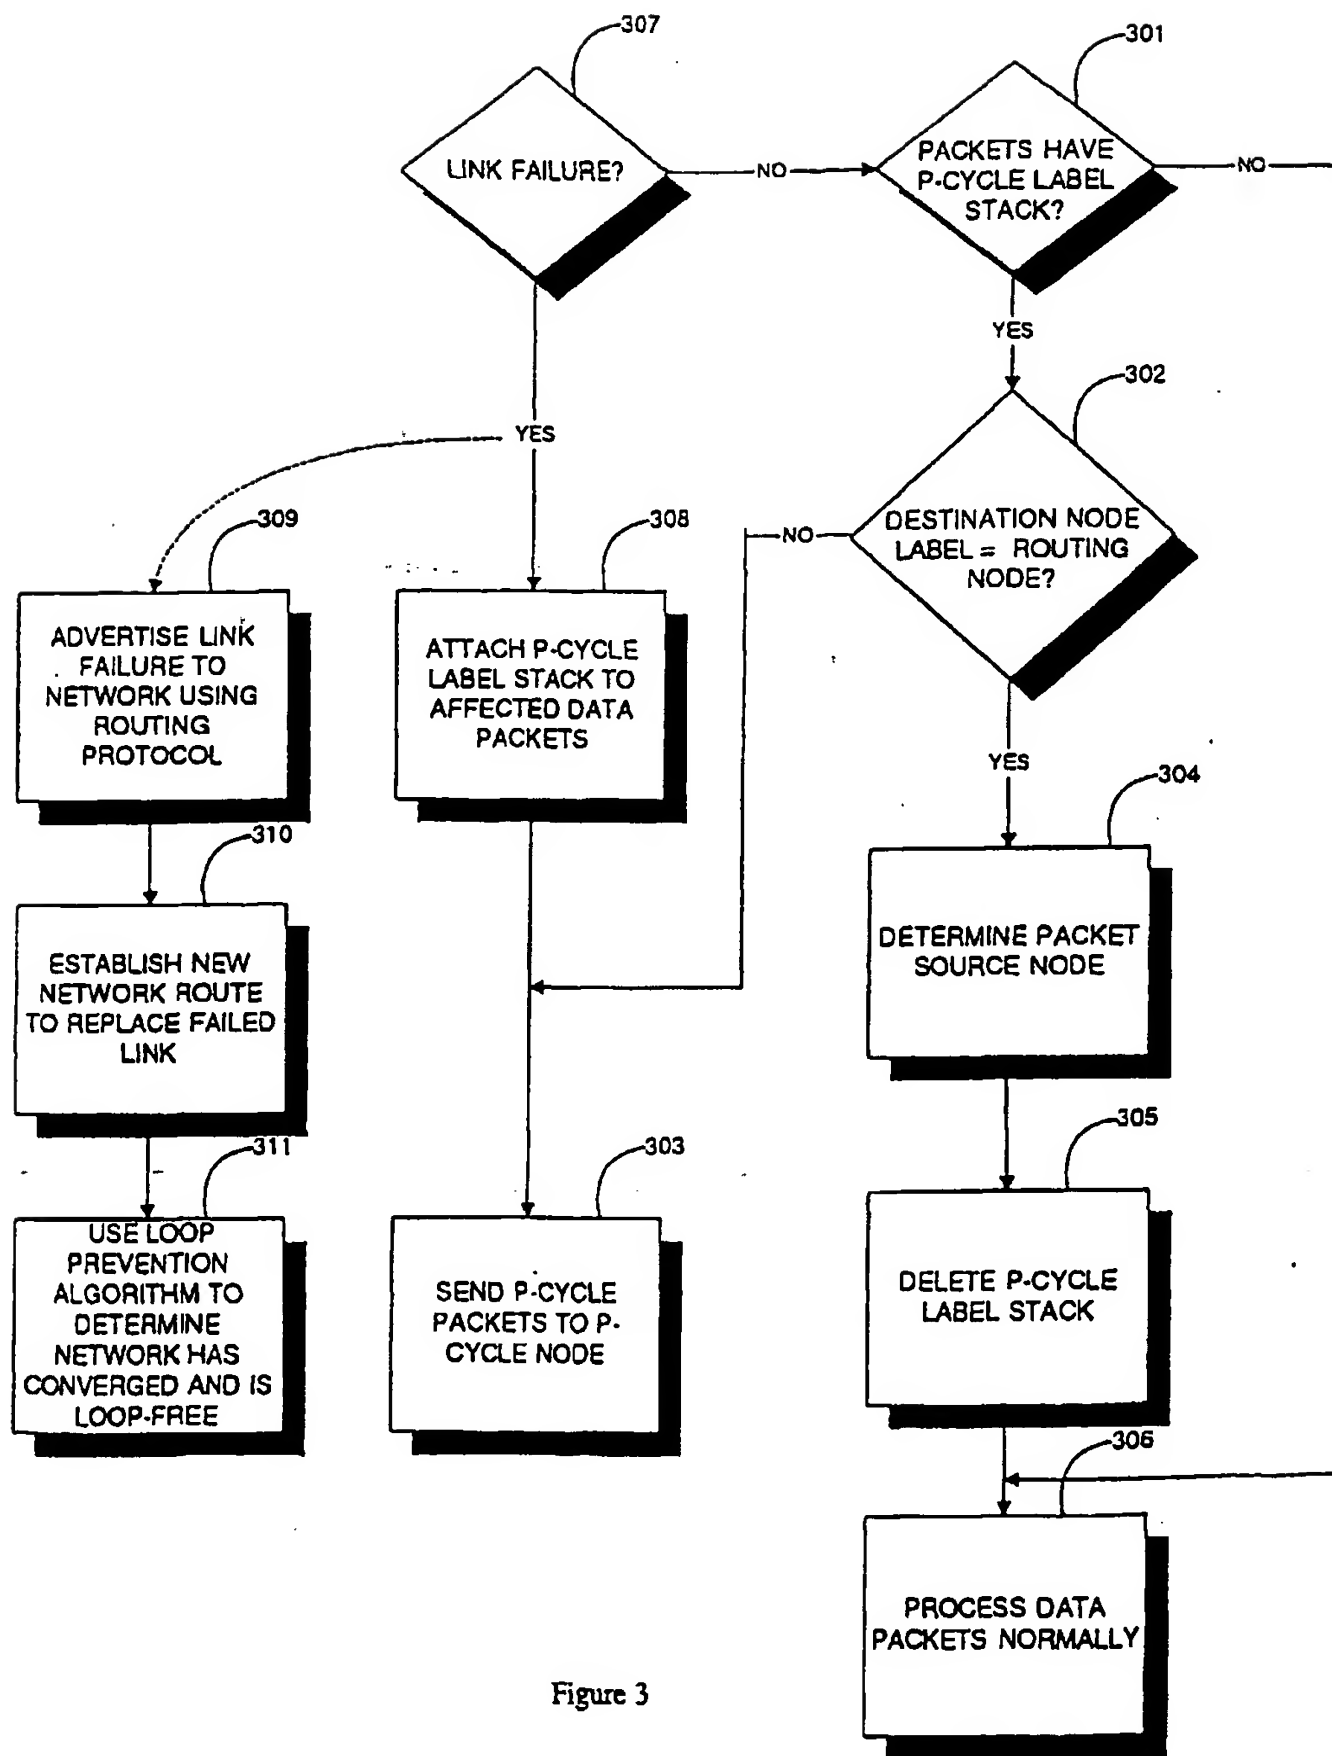 307
301
LINK FAILURE?
NO
PACKETS HAVE
P-CYCLE LABEL
STACK?
NO
YES
302
YES
309
308
NO
DESTINATION NODE
LABEL = ROUTING
NODE?
ADVERTISE LINK
FAILURE TO
NETWORK USING
ROUTING
PROTOCOL
ATTACH P-CYCLE
LABEL STACK TO
AFFECTED DATA
PACKETS
YES
304
310
ESTABLISH NEW
NETWORK ROUTE
TO REPLACE FAILED
LINK
DETERMINE PACKET
SOURCE NODE
311
303
305
USE LOOP
PREVENTION
ALGORITHM TO
DETERMINE
NETWORK HAS
CONVERGED AND IS
LOOP-FREE
SEND P-CYCLE
PACKETS TO P-
CYCLE NODE
DELETE P-CYCLE
LABEL STACK
306
PROCESS DATA
PACKETS NORMALLY
Figure 3